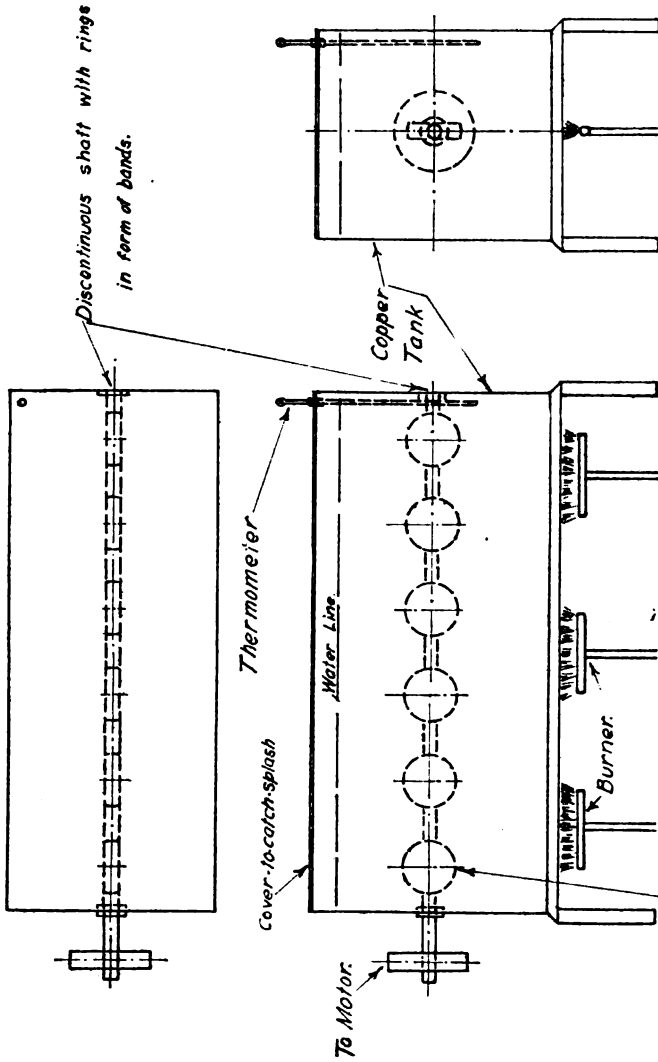 Discontinuous shaft with rings
in form of bands.
Copper
Tank
Thermomeier
Cover-to-catch-splash
Water Line.
To Motor.
Burner.